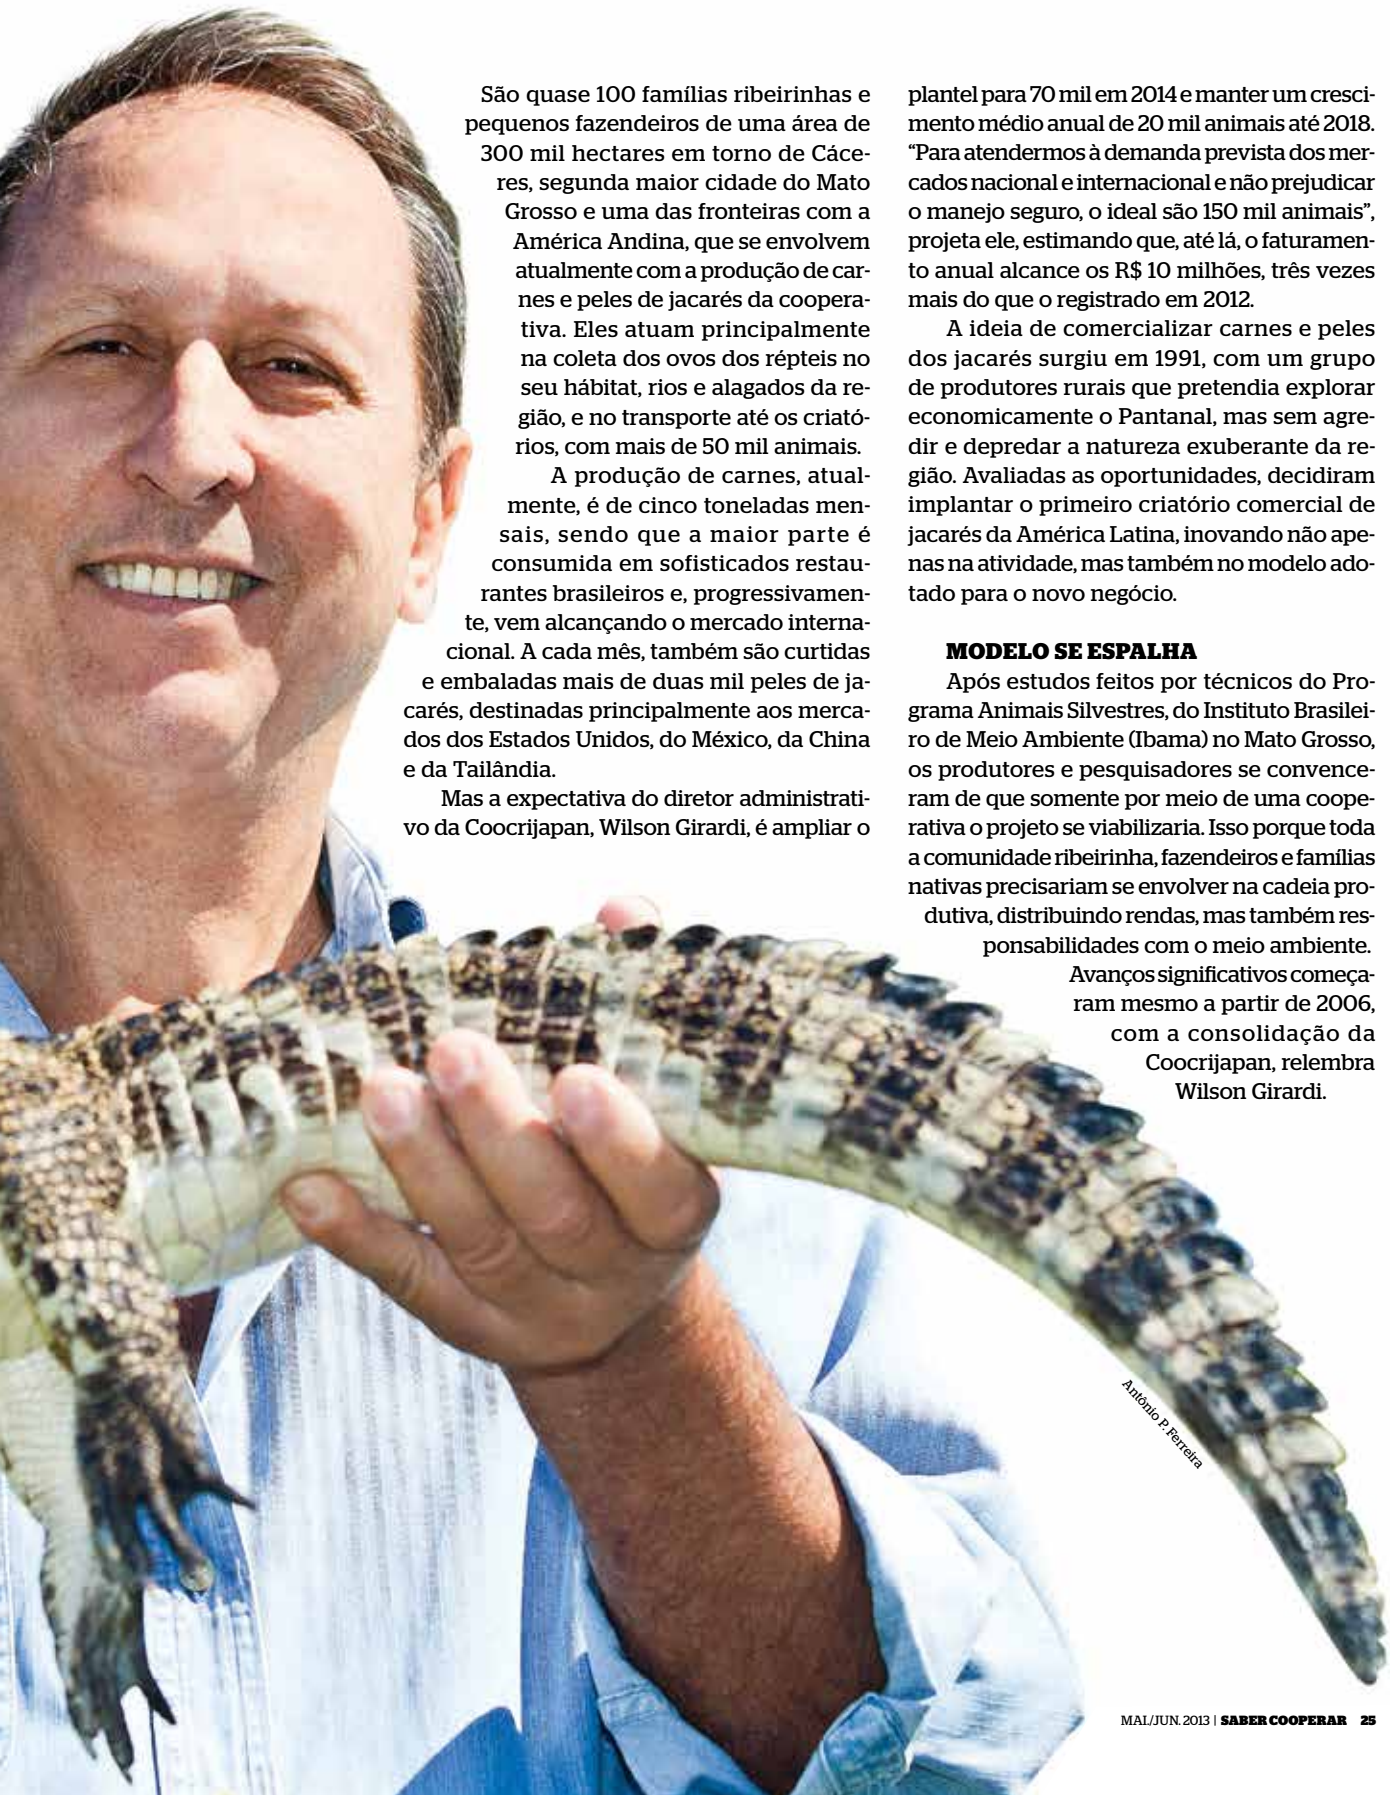 São quase 100 famílias ribeirinhas e
pequenos fazendeiros de uma área de
300 mil hectares em torno de Cáce-
res, segunda maior cidade do Mato
Grosso e uma das fronteiras com a
América Andina, que se envolvem
atualmente com a produção de car-
nes e peles de jacarés da coopera-
tiva. Eles atuam principalmente
na coleta dos ovos dos répteis no
seu hábitat, rios e alagados da re-
gião, e no transporte até os criató-
rios, com mais de 50 mil animais.
A produção de carnes, atual-
mente, é de cinco toneladas men-
sais, sendo que a maior parte é
consumida em sofisticados restau-
rantes brasileiros e, progressivamen-
te, vem alcançando o mercado interna-
cional. A cada mês, também são curtidas
e embaladas mais de duas mil peles de ja-
carés, destinadas principalmente aos merca-
dos dos Estados Unidos, do México, da China
e da Tailândia.
Mas a expectativa do diretor administrati-
vo da Coocrijapan, Wilson Girardi, é ampliar o
plantel para 70 mil em 2014 e manter um cresci-
mento médio anual de 20 mil animais até 2018.
“Para atendermos à demanda prevista dos mer-
cados nacional e internacional e não prejudicar
o manejo seguro, o ideal são 150 mil animais”,
projeta ele, estimando que, até lá, o faturamen-
to anual alcance os R$ 10 milhões, três vezes
mais do que o registrado em 2012.
A ideia de comercializar carnes e peles
dos jacarés surgiu em 1991, com um grupo
de produtores rurais que pretendia explorar
economicamente o Pantanal, mas sem agre-
dir e depredar a natureza exuberante da re-
gião. Avaliadas as oportunidades, decidiram
implantar o primeiro criatório comercial de
jacarés da América Latina, inovando não ape-
nas na atividade, mas também no modelo ado-
tado para o novo negócio.
MODELO SE ESPALHA
Após estudos feitos por técnicos do Pro-
grama Animais Silvestres, do Instituto Brasilei-
ro de Meio Ambiente (Ibama) no Mato Grosso,
os produtores e pesquisadores se convence-
ram de que somente por meio de uma coope-
rativa o projeto se viabilizaria. Isso porque toda
a comunidade ribeirinha, fazendeiros e famílias
nativas precisariam se envolver na cadeia pro-
dutiva, distribuindo rendas, mas também res-
ponsabilidades com o meio ambiente.
Avanços significativos começa-
ram mesmo a partir de 2006,
com a consolidação da
Coocrijapan, relembra
Wilson Girardi.
Antônio P. Ferreira
MAI./JUN. 2013 | SABER COOPERAR 25